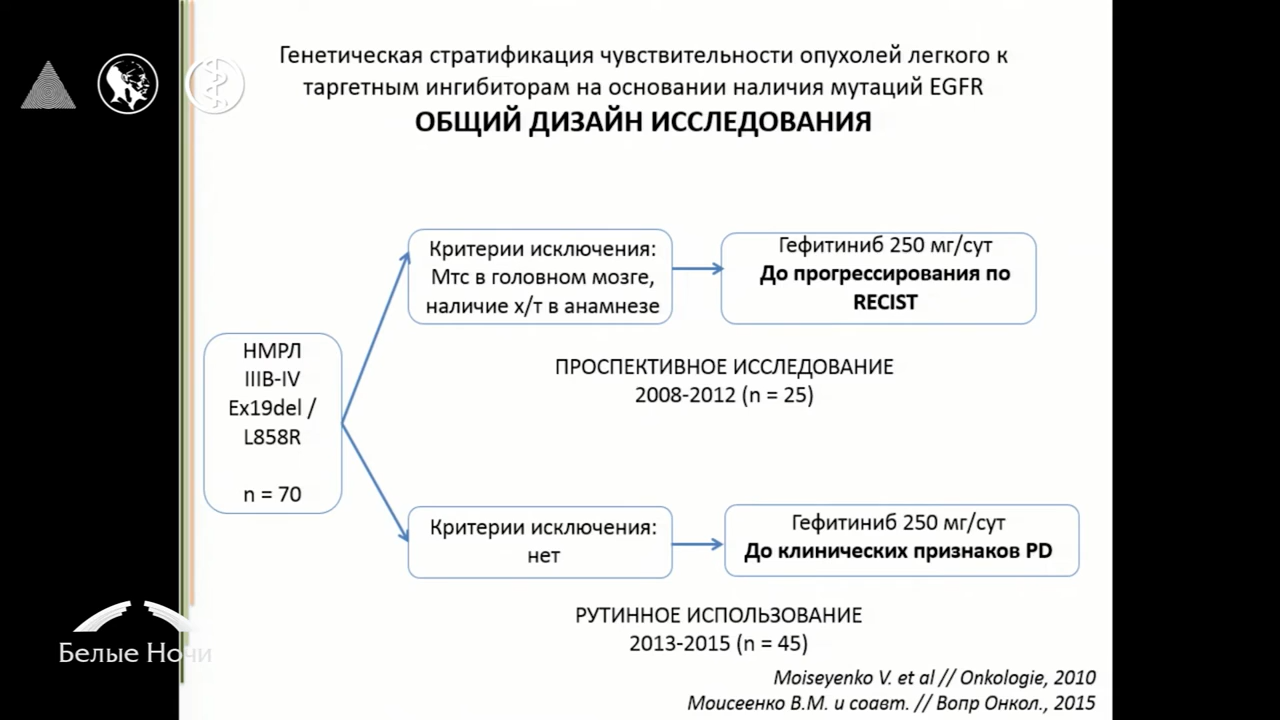 Генетическая стратификация чувствительности опухолей легкого к
таргетным ингибиторам на основании наличия мутаций EGFR
ОБЩИЙ ДИЗАЙН ИССЛЕДОВАНИЯ
Критерии исключения:
Мтс в головном мозге,
наличие х/т в анамнезе
Гефитиниб 250 мг/сут
До прогрессирования по
RECIST
ПРОСПЕКТИВНОЕ ИССЛЕДОВАНИЕ
2008-2012 (n = 25)
НМРЛ
IIIB-IV
Ex19del /
L858R
n = 70
Критерии исключения:
нет
Гефитиниб 250 мг/сут
До клинических признаков PD
РУТИННОЕ ИСПОЛЬЗОВАНИЕ
2013-2015 (n = 45)
Moiseyenko V. et al // Onkologie, 2010
Моисеенко В.М. и соавт. // Вопр Онкол., 2015
Белые Ночи